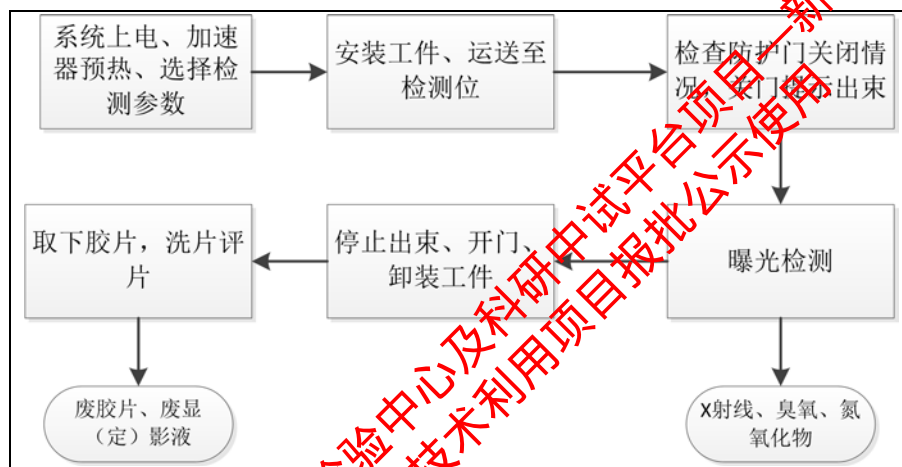 系统上电、加速
器预热、选择检
测参数
安装工件、运送至
检测位
检查防护门关闭情
况，关门提示出束
取下胶片，洗片评
片
停止出束、开门、
卸装工件
曝光检测
废胶片、废显
（定）影液
X射线、臭氧、氮
氧化物
验中心及科研中试平台项目一新
技术利用项目报批公示使用